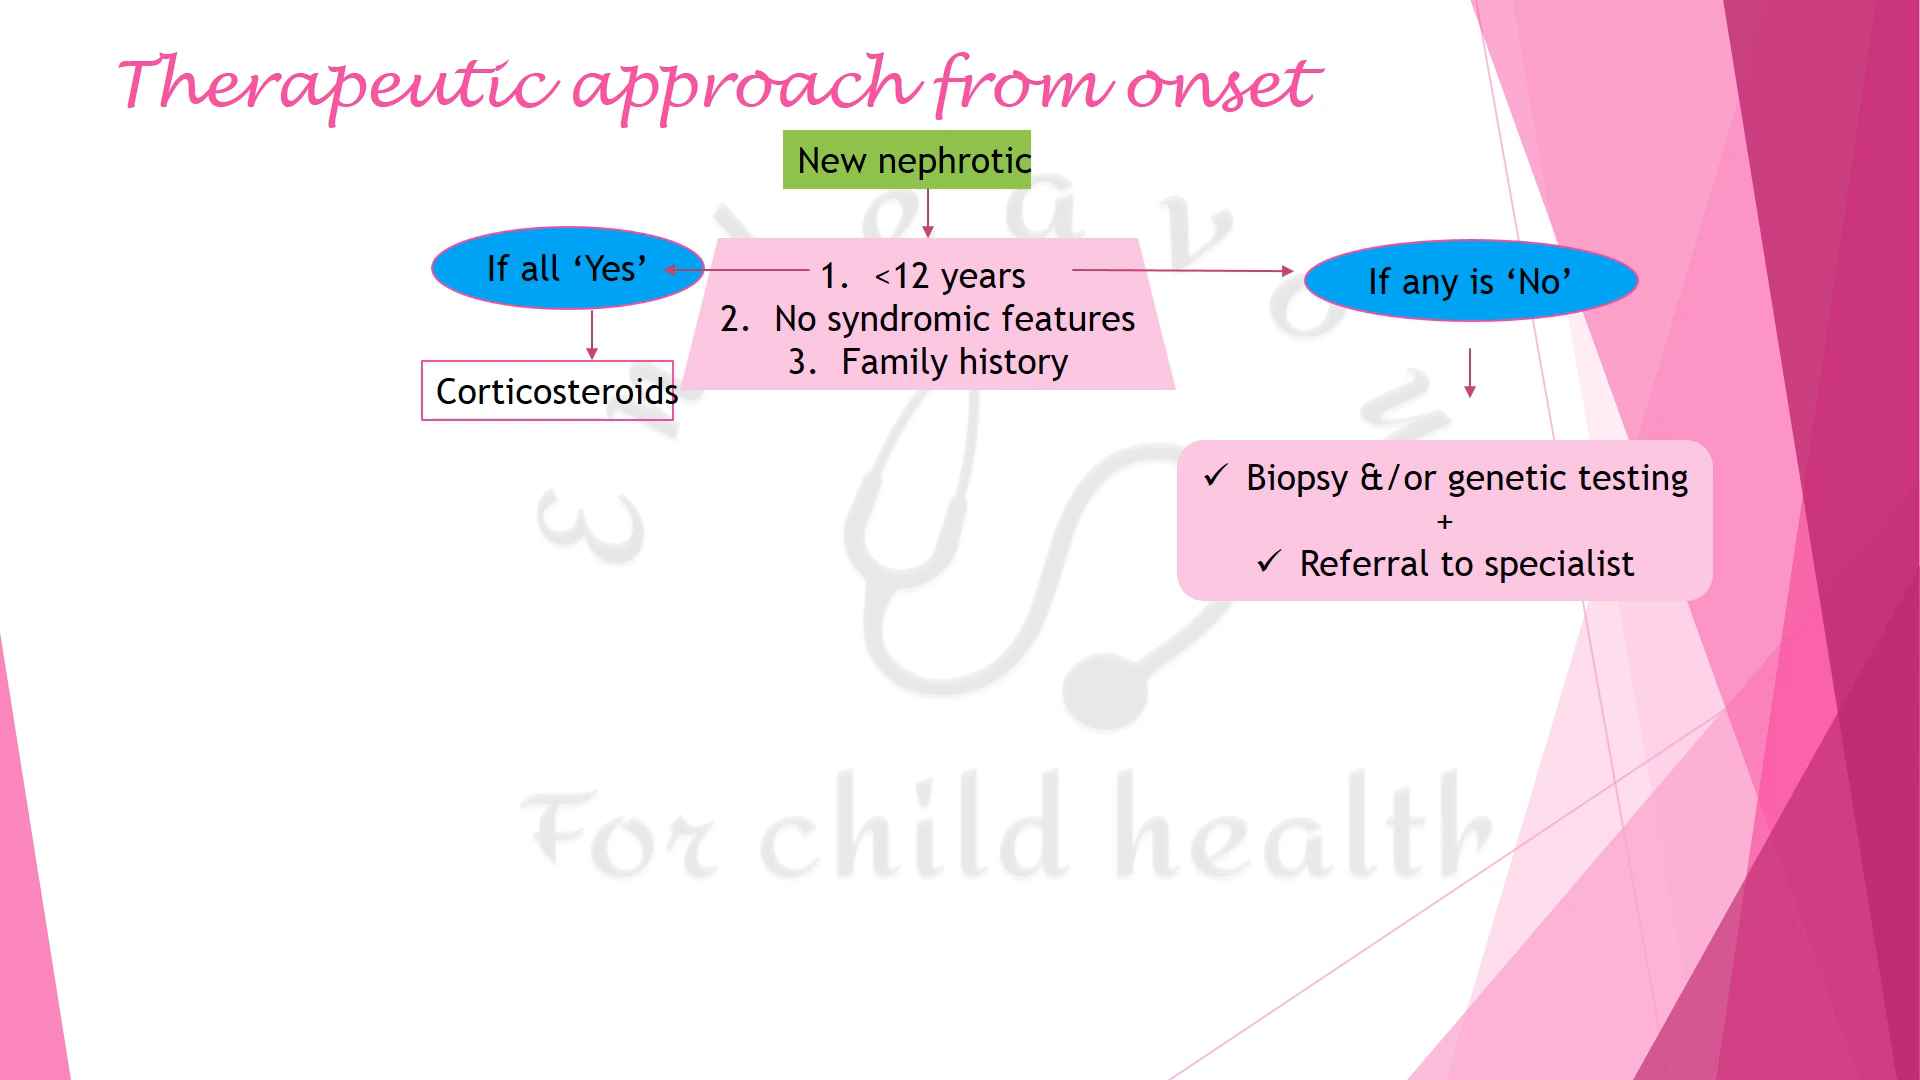 Therapeutic approach from onset
New nephrotic
If all ‘Yes’
1. <12 years
2. No syndromic features
3. Family history
If any is ‘No’
Corticosteroids
✓ Biopsy &/or genetic testing
+
✓ Referral to specialist
For child health